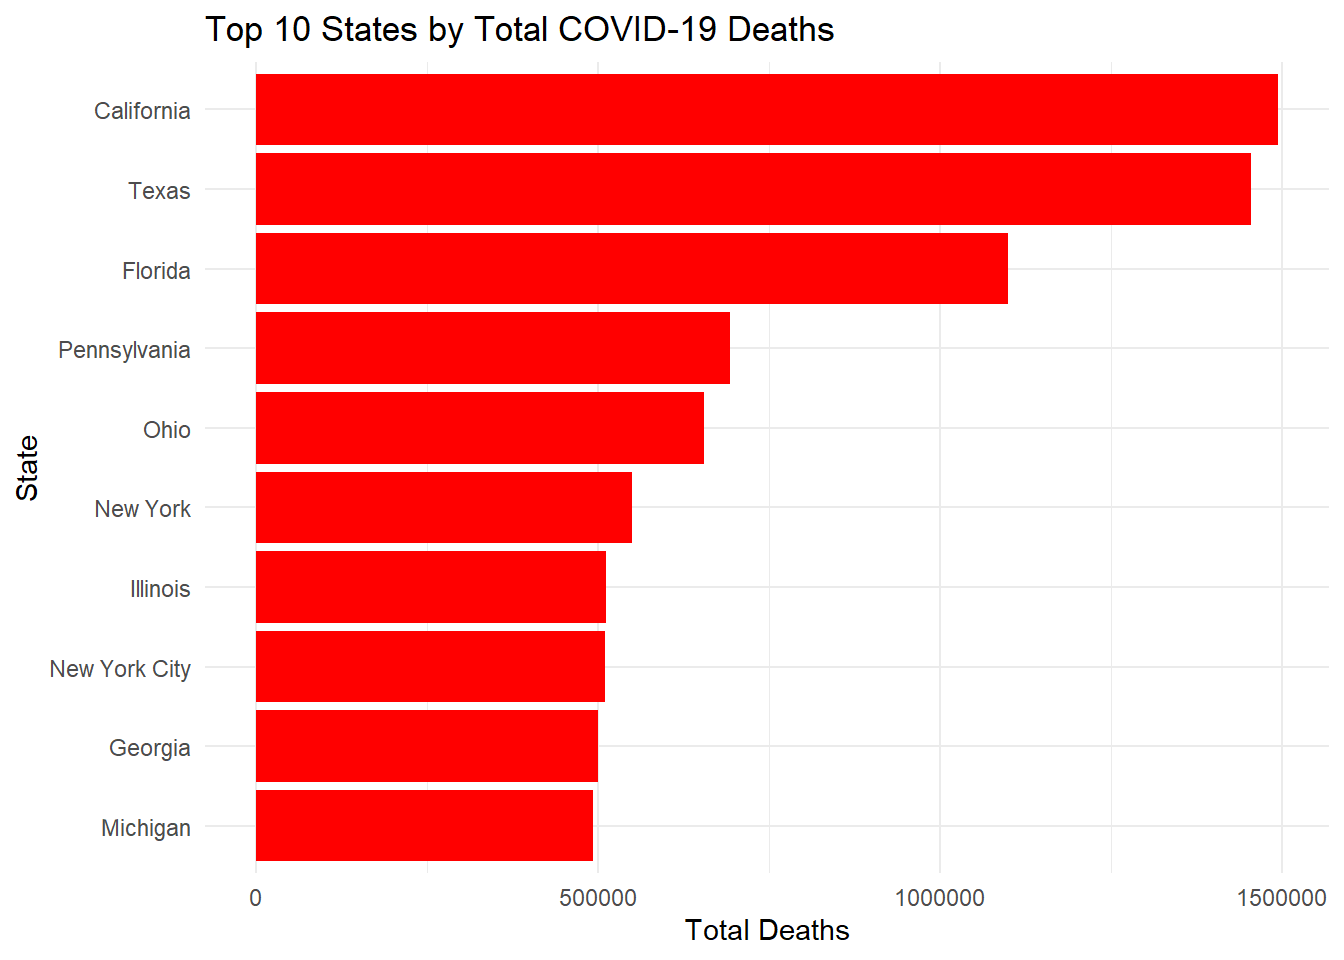 Top 10 States by Total COVID-19 Deaths
State
California
Texas
Florida
Pennsylvania
Ohio
New York
Illinois
New York City
Georgia
Michigan
0 500000 1000000 1500000
Total Deaths